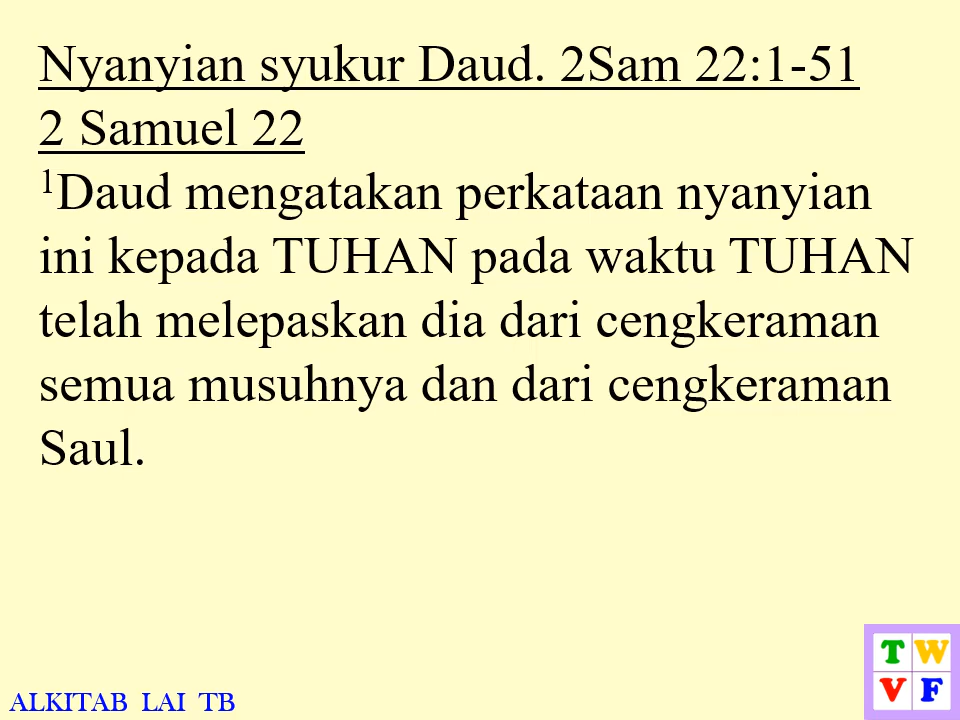 Nyanyian syukur Daud. 2Sam 22:1-51
2 Samuel 22
¹Daud mengatakan perkataan nyanyian
ini kepada TUHAN pada waktu TUHAN
telah melepaskan dia dari cengkeraman
semua musuhnya dan dari cengkeraman
Saul.
ALKITAB LAI TB
T W
V F